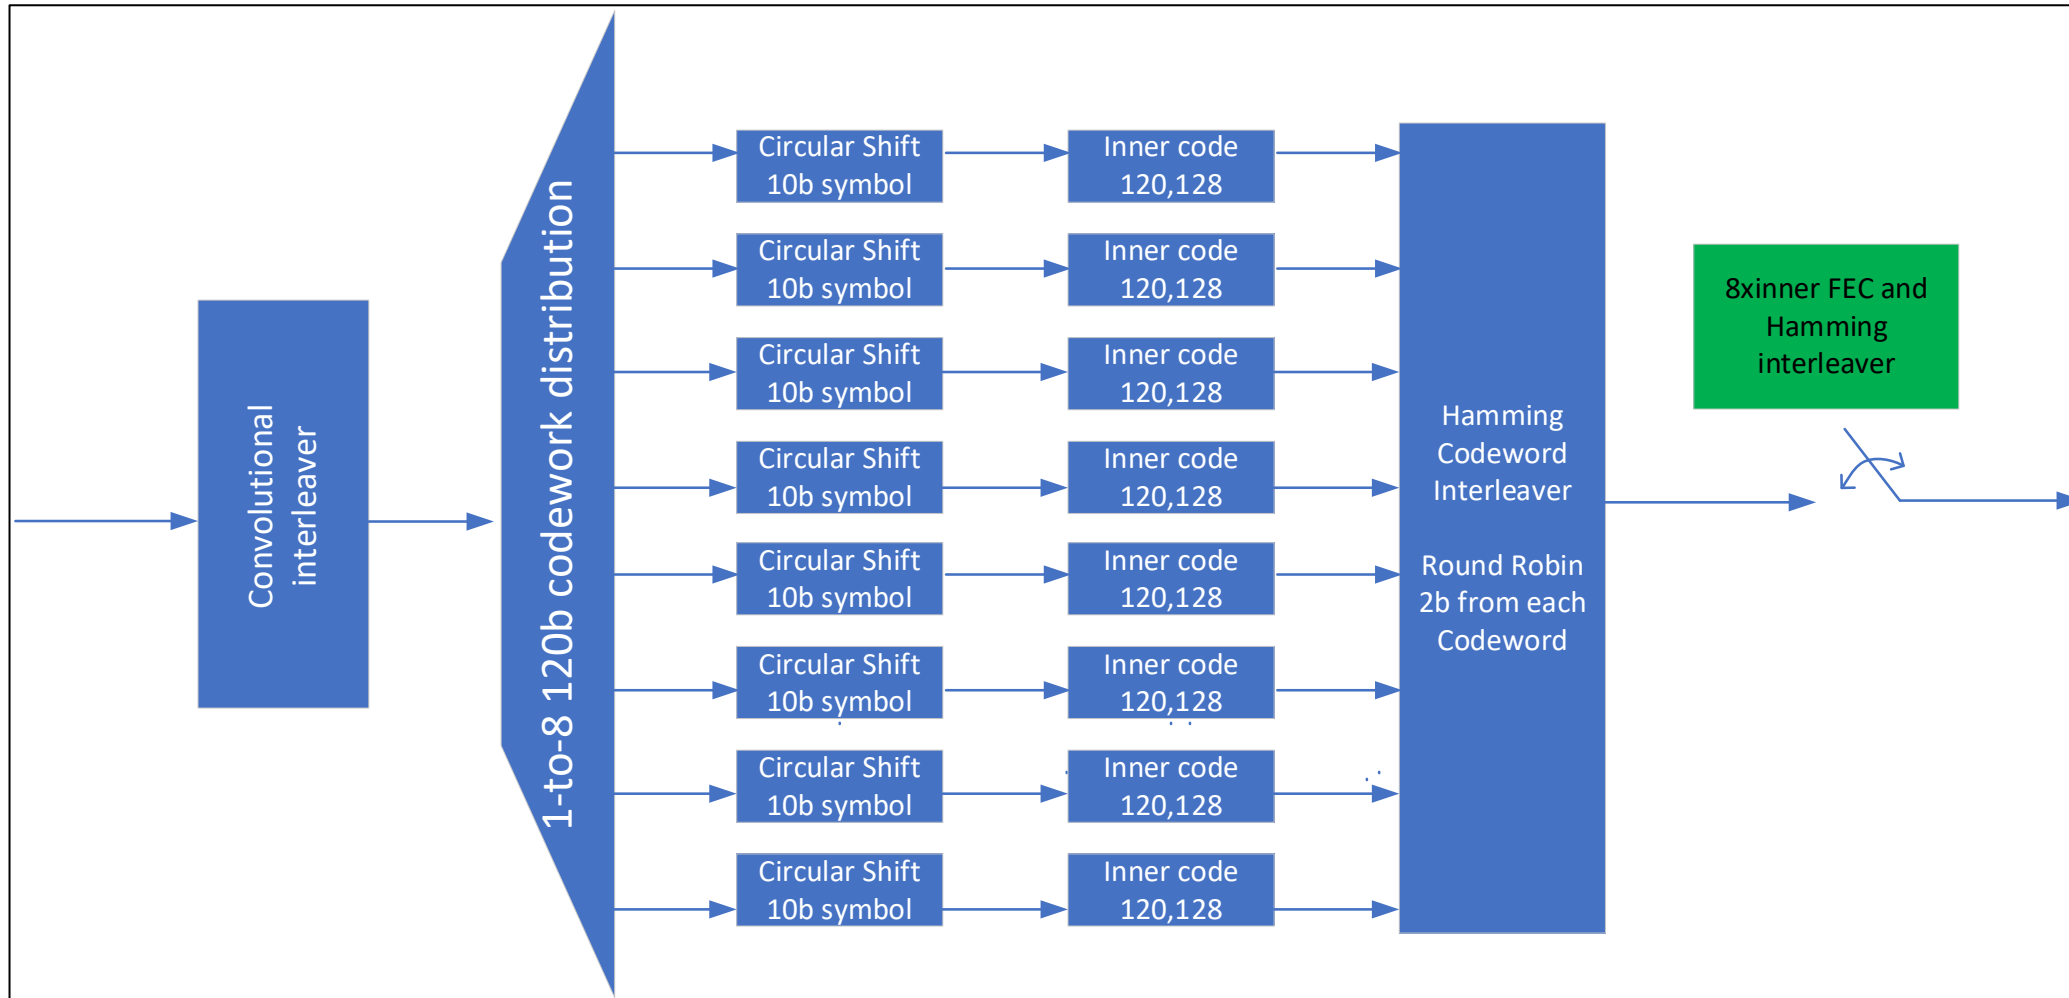 Convolutional
interleaver
1-to-8 120b codework distribution
Circular Shift
10b symbol
Inner code
120,128
Circular Shift
10b symbol
Inner code
120,128
Circular Shift
10b symbol
Inner code
120,128
Circular Shift
10b symbol
Inner code
120,128
Circular Shift
10b symbol
Inner code
120,128
Circular Shift
10b symbol
Inner code
120,128
Circular Shift
10b symbol
Inner code
120,128
Circular Shift
10b symbol
Inner code
120,128
Hamming
Codeword
Interleaver
Round Robin
2b from each
Codeword
8xinner FEC and
Hamming
interleaver